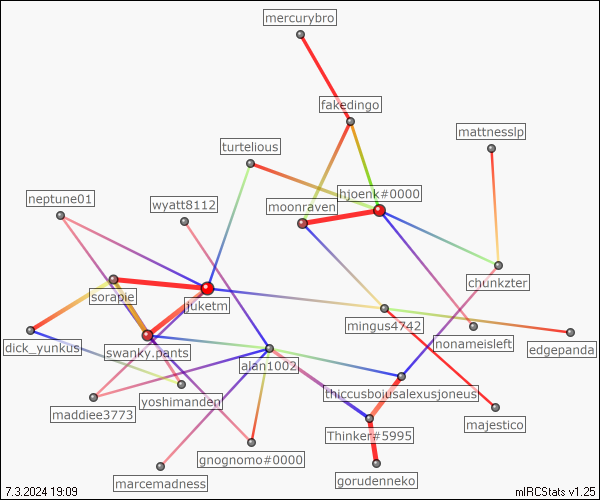 mercurybro
fakedingo
mattnesslp
turtelious
hjoenk#0000
neptune01
wyatt8112
moonraven
chunkzter
sorapie
juketm
mingus4742
nonameisleft
edgepanda
dick_yunkus
swanky.pants
alan1002
yoshimanden
thiccusboiusalexusjoneus
maddiee3773
majestico
Thinker#5995
gnognomo#0000
marcemadness
gorudenneko
7.3.2024 19:09
mIRCStats v1.25